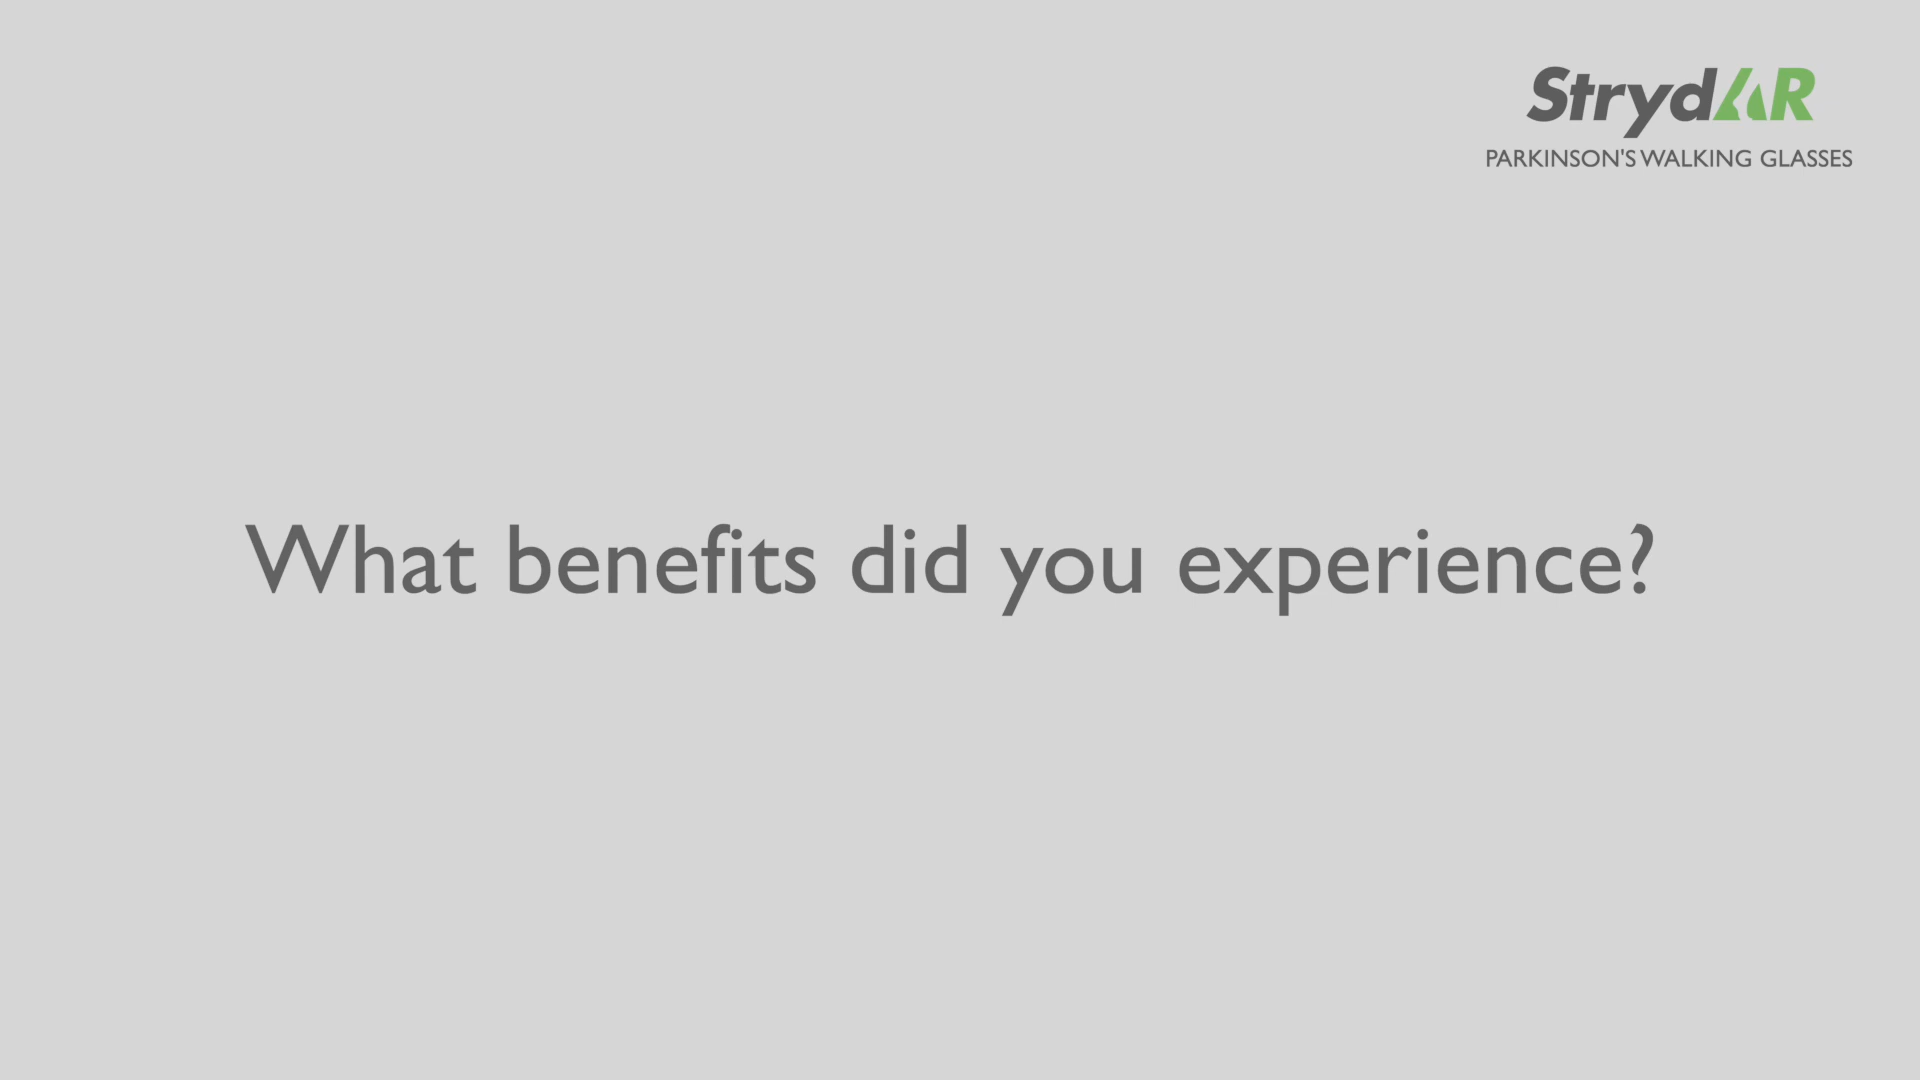 StrydAR
PARKINSON'S WALKING GLASSES
What benefits did you experience?